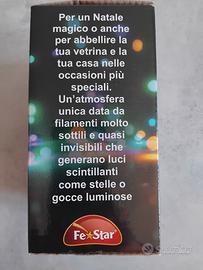 Per un Natale
magico o anche
per abbellire la
tua vetrina e la
tua casa nelle
occasioni più
speciali.
Un'atmosfera
unica data da
filamenti molto
sottili e quasi
invisibili che
generano luci
scintillanti
come stelle o
gocce luminose
Fe★Star